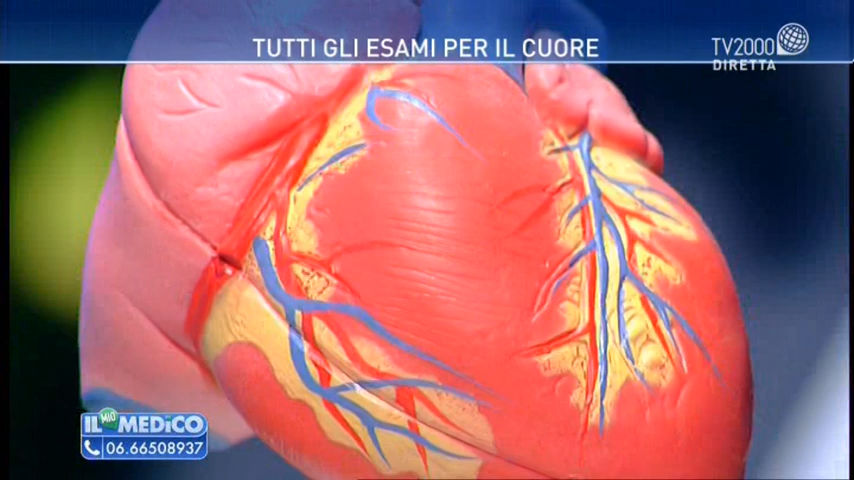 TUTTI GLI ESAMI PER IL CUORE
TV2000
DIRETTA
IL MIO MEDICO
06.66508937